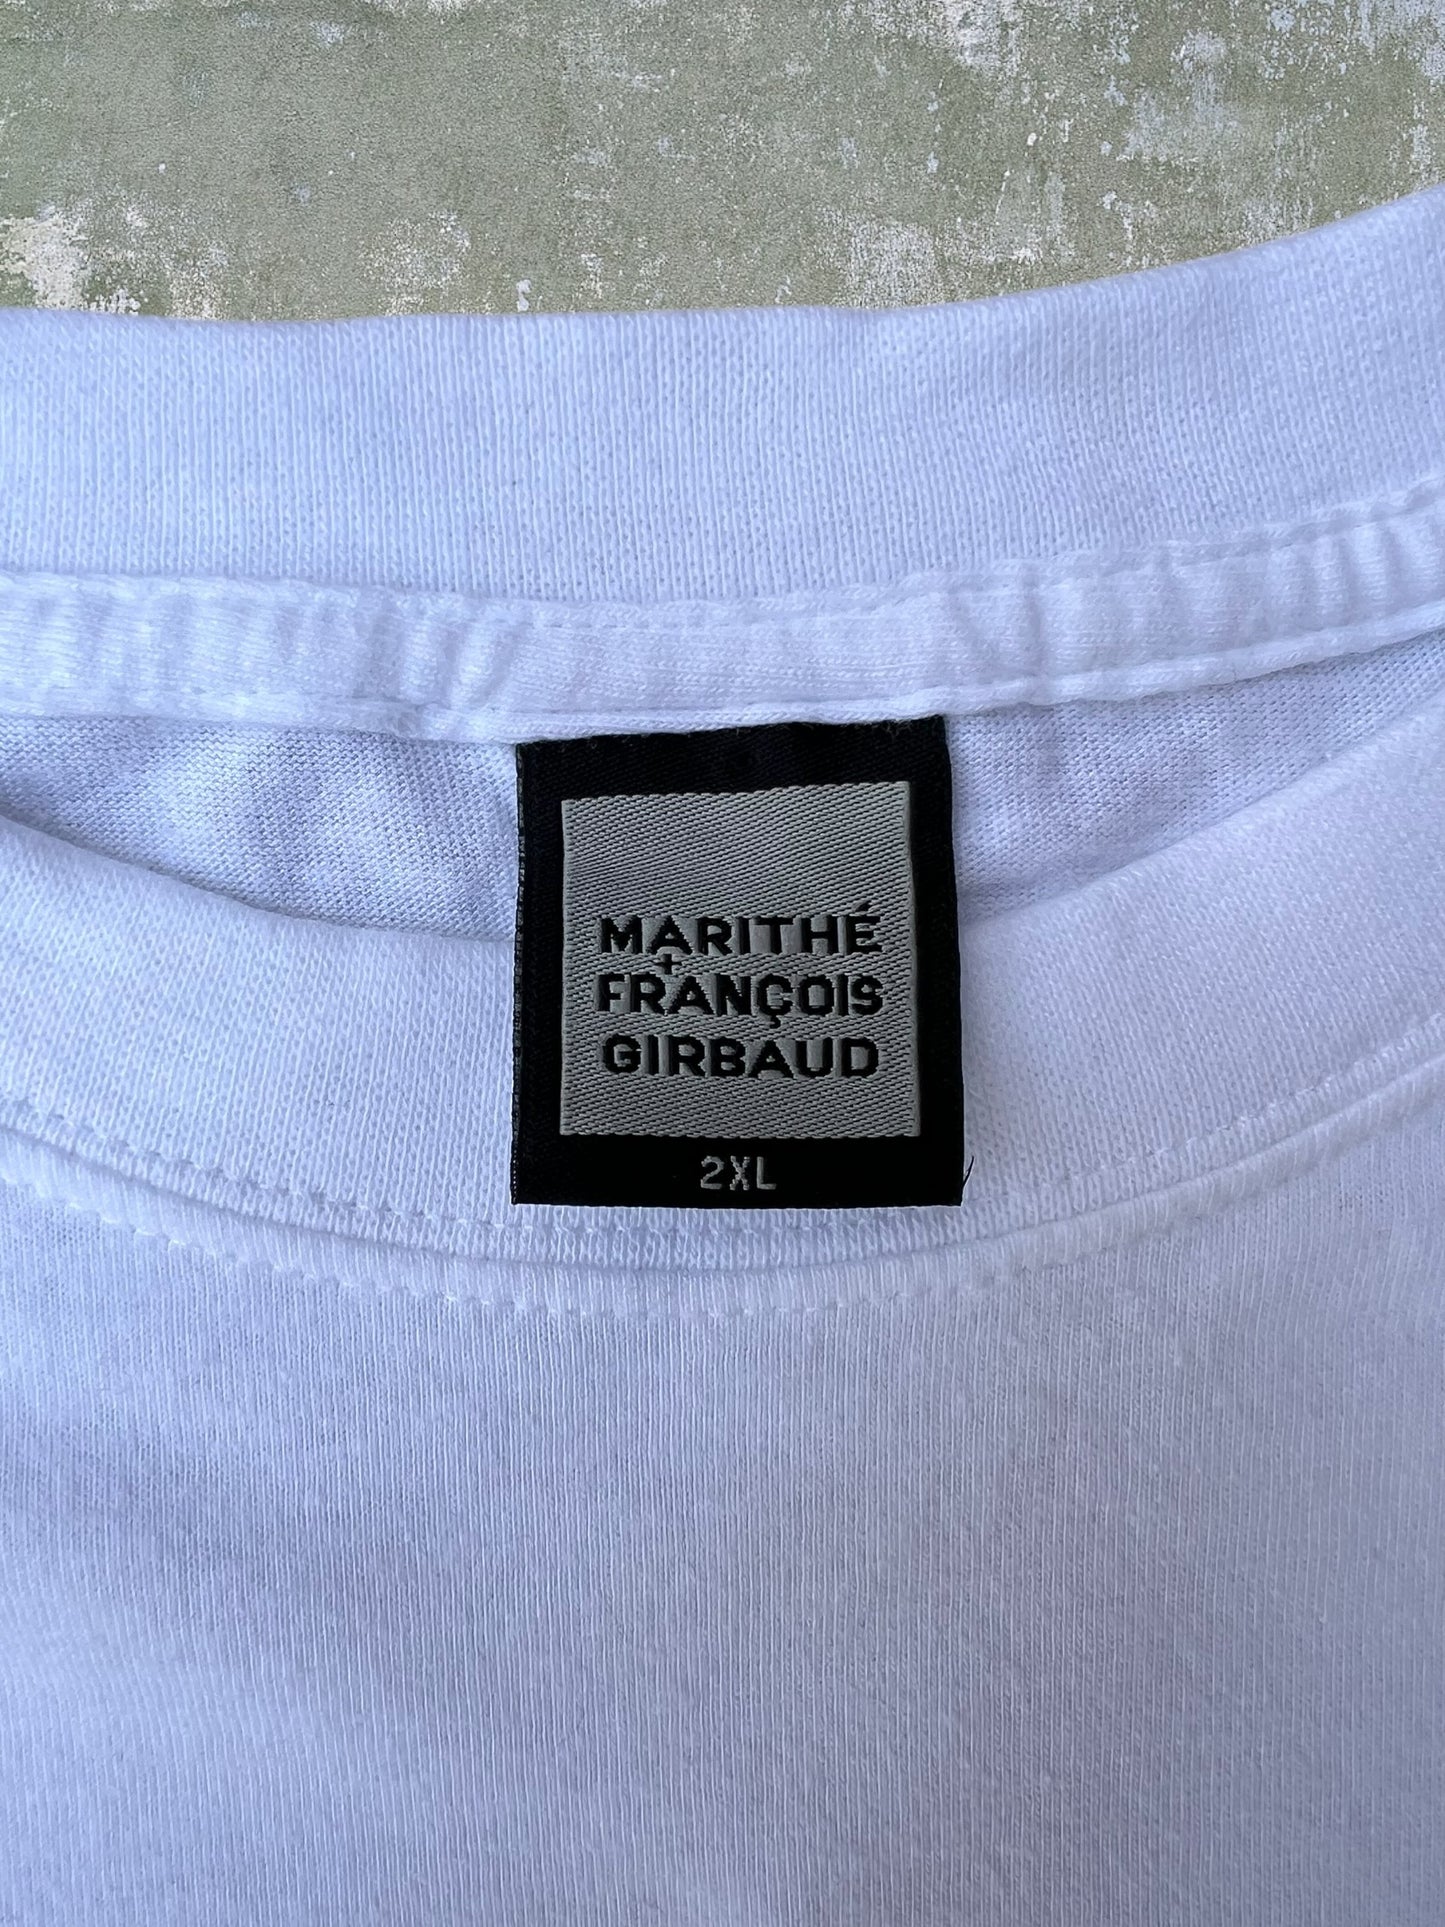 MARITHÉ
+
FRANÇOIS
GIRBAUD
2XL